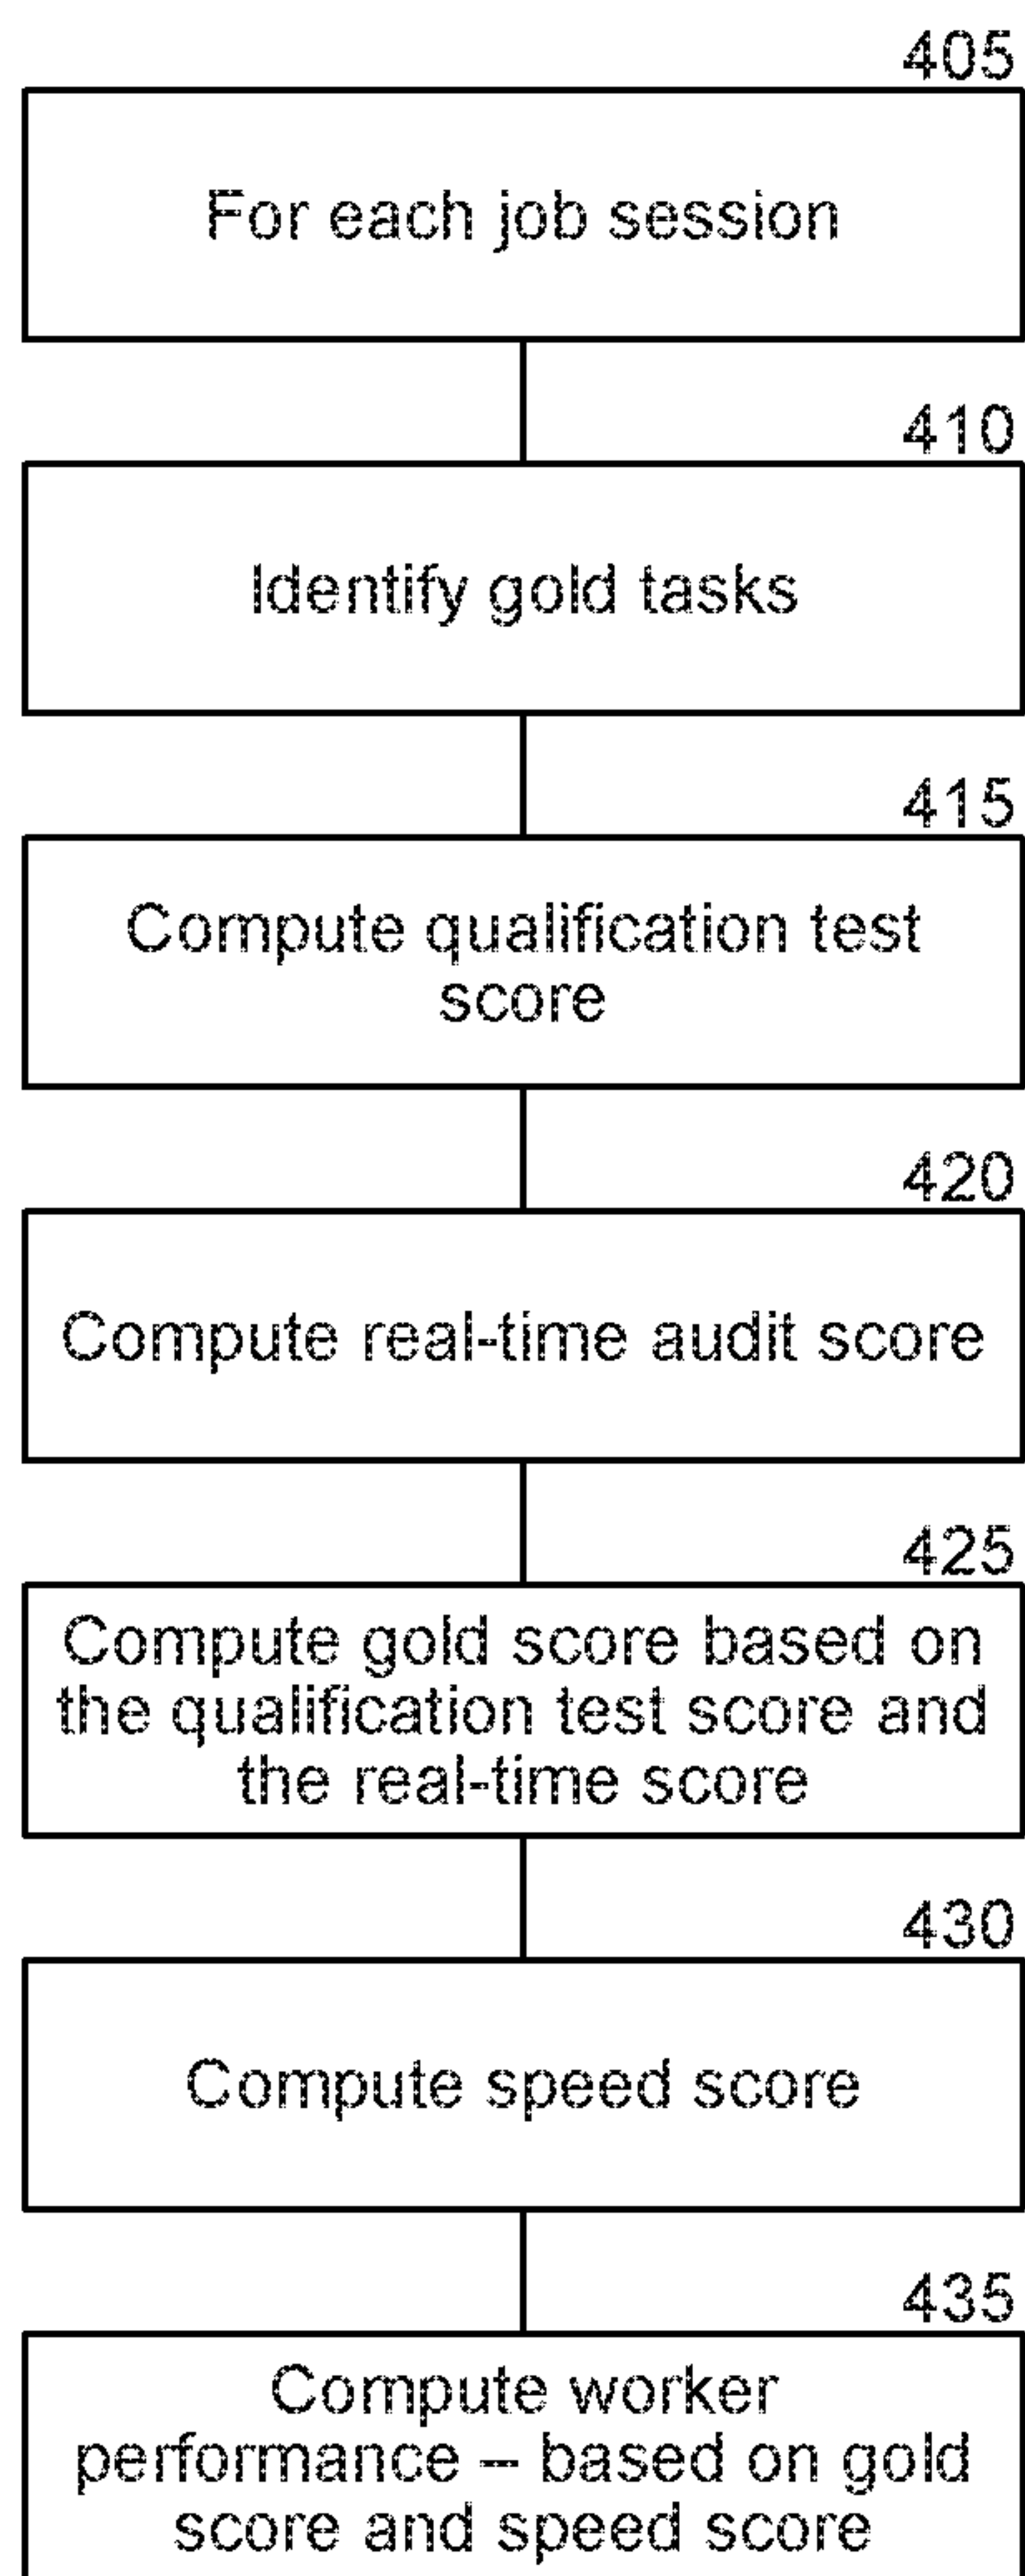 405
For each job session
410
Identify gold tasks
415
Compute qualification test
score
420
Compute real-time audit score
425
Compute gold score based on
the qualification test score and
the real-time score
430
Compute speed score
435
Compute worker
performance – based on gold
score and speed score